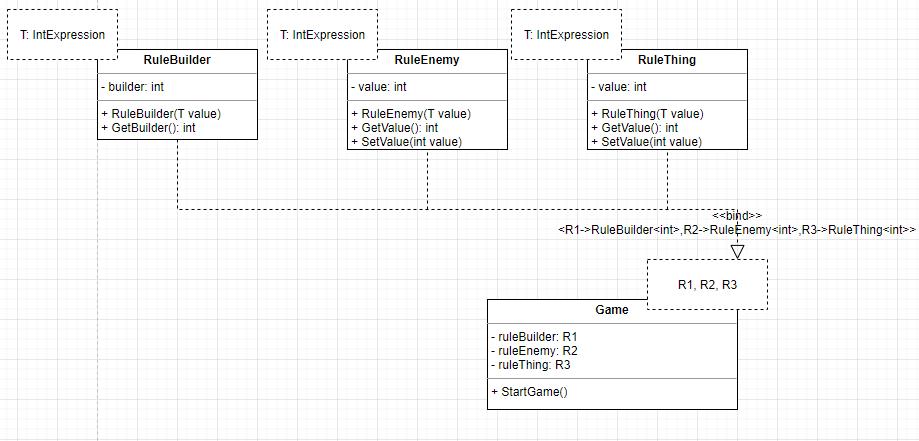 T: IntExpression
RuleBuilder
- builder: int
+ RuleBuilder(T value)
+ GetBuilder(): int
T: IntExpression
RuleEnemy
- value: int
+ RuleEnemy(T value)
+ GetValue(): int
+ SetValue(int value)
T: IntExpression
RuleThing
- value: int
+ RuleThing(T value)
+ GetValue(): int
+ SetValue(int value)
<<bind>>
<R1->RuleBuilder<int>,R2->RuleEnemy<int>,R3->RuleThing<int>>
R1, R2, R3
Game
- ruleBuilder: R1
- ruleEnemy: R2
- ruleThing: R3
+ StartGame()